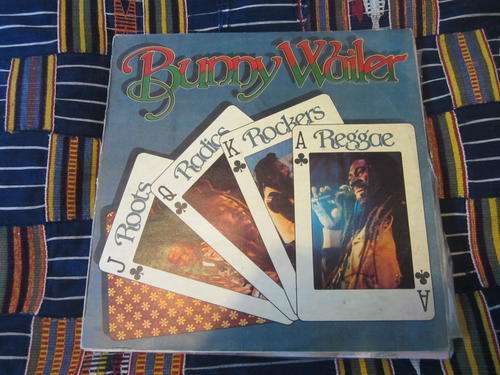 Bunny Wailer
J Roots
Q Radics
K Rockers
A Reggae
A